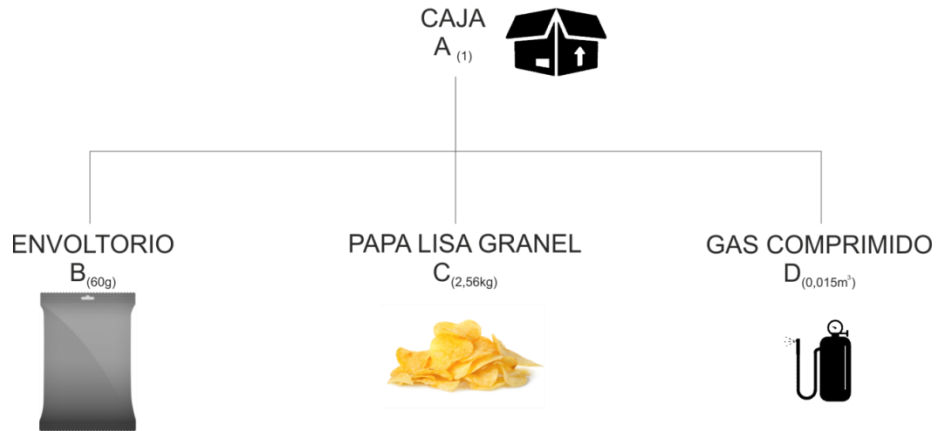 CAJA
A (1)
ENVOLTORIO
B(60g)
PAPA LISA GRANEL
C(2,56kg)
GAS COMPRIMIDO
D(0,015m³)